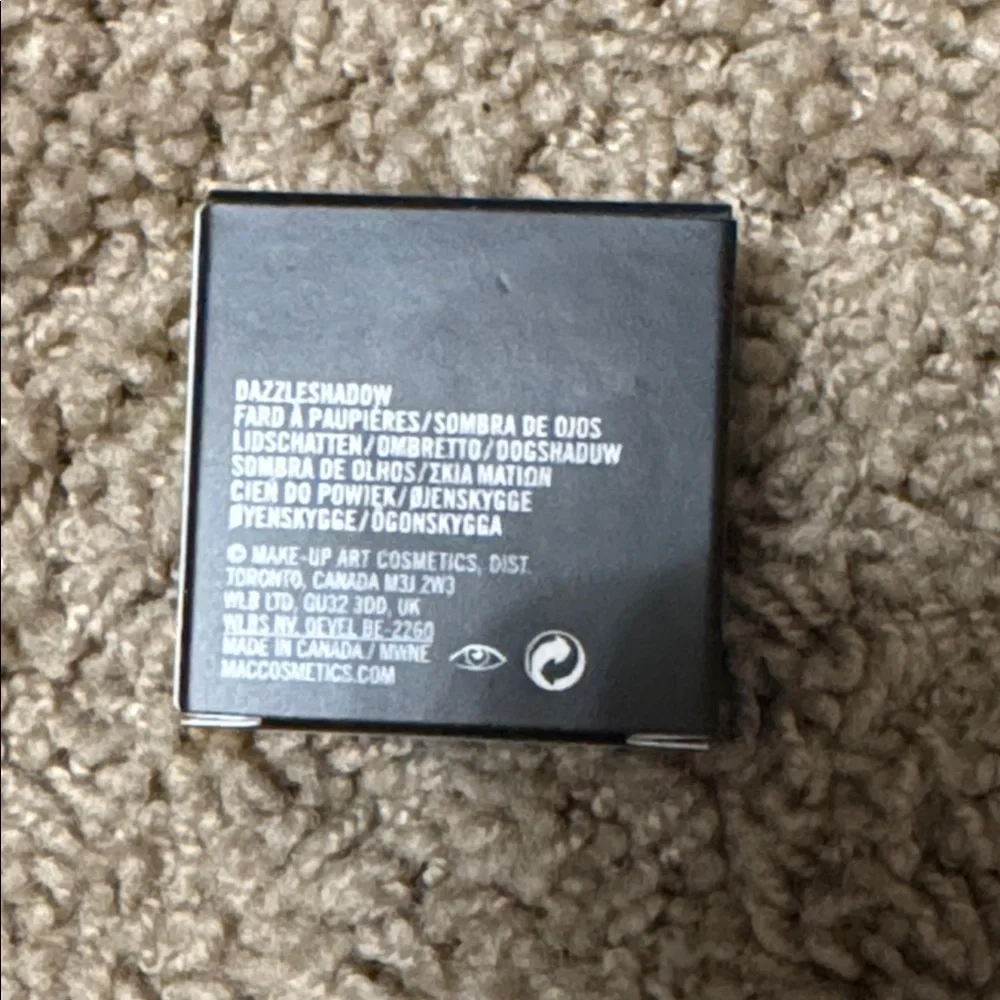 DAZZLESHADOW
FARD À PAUPIÈRES/SOMBRA DE OJOS
LIDSCHATTEN/OMBRETTO/OOGSHADUW
SOMBRA DE OLHOS/ΣΚΙΑ ΜΑΤΙΩΝ
CIEŃ DO POWIEK/ØJENSKYGGE
ØYENSKYGGE/ÖGONSKYGGA
© MAKE-UP ART COSMETICS, DIST.
TORONTO, CANADA M3J 2W3
WLB LTD, GU32 3DD, UK
WLBS NV, OEVEL BE-2260
MADE IN CANADA / MWNE
MACCOSMETICS.COM